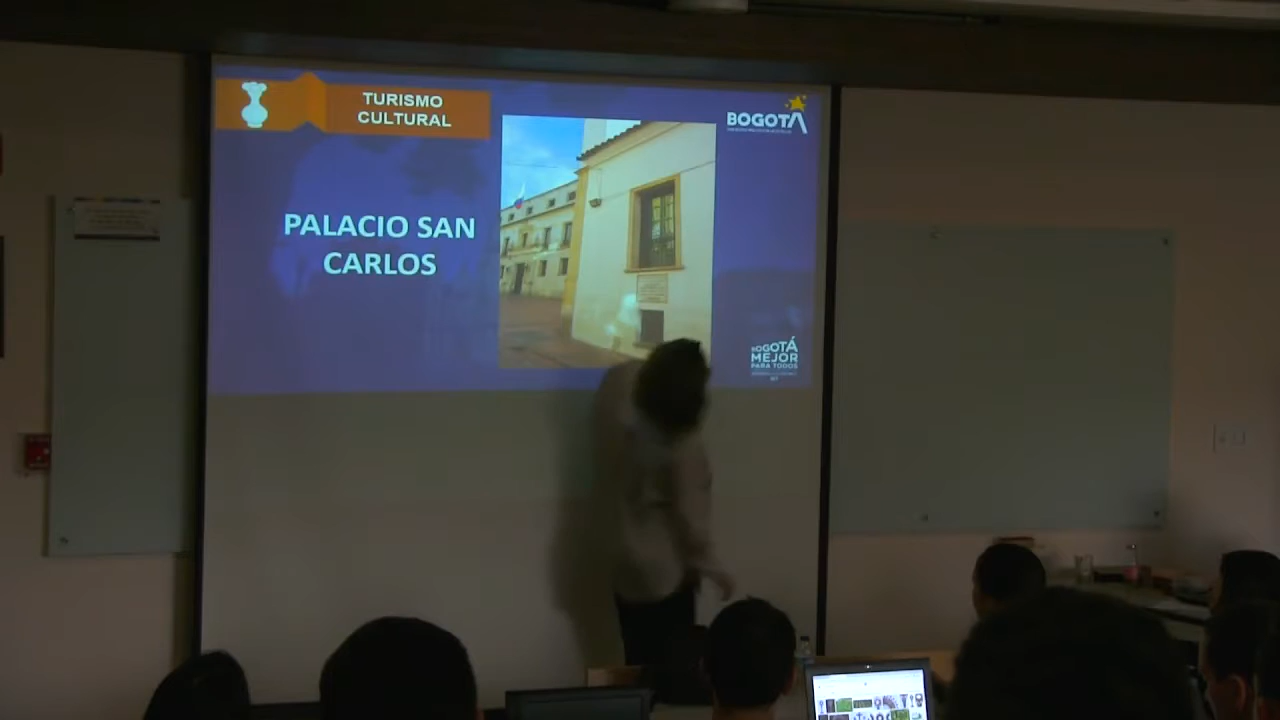 TURISMO
CULTURAL
BOGOTÁ
PALACIO SAN
CARLOS
BOGOTÁ
MEJOR
PARA TODOS